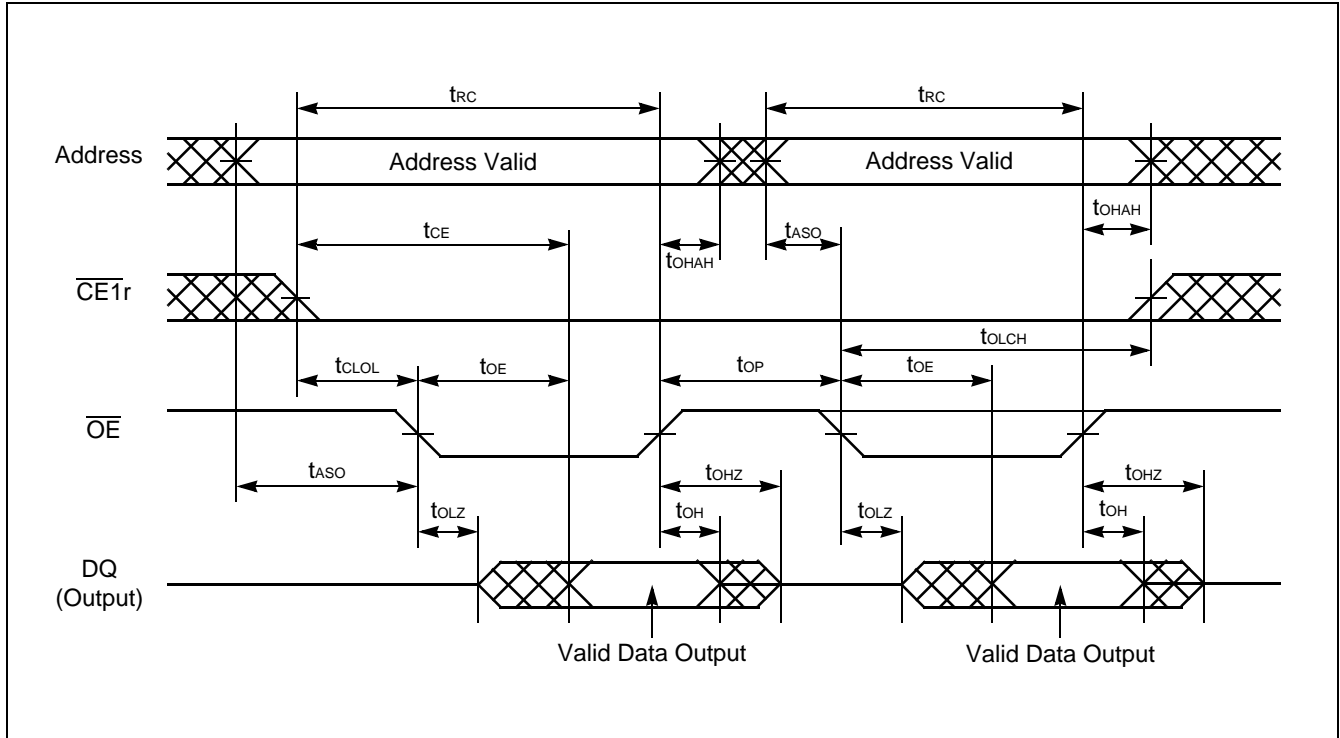 tRC tRC
Address Address Valid Address Valid
tOHAH
tCE tASO
tOHAH
CE1r
tOLCH
tCLOL tOE tOP tOE
OE
tASO tOHZ tOHZ
tOLZ tOH tOLZ tOH
DQ
(Output)
Valid Data Output Valid Data Output